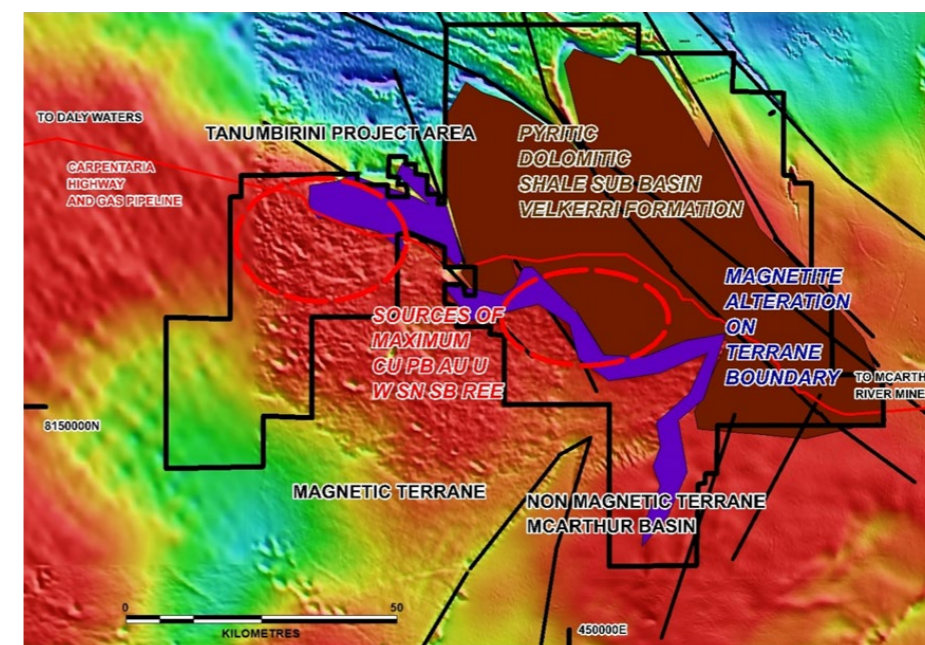 TO DALY WATERS
TANUMBIRINI PROJECT AREA
CARPENTARIA
HIGHWAY
AND GAS PIPELINE
PYRITIC
DOLOMITIC
SHALE SUB BASIN
VELKERRI FORMATION
MAGNETITE
ALTERATION
ON
TERRANE
BOUNDARY
SOURCES OF
MAXIMUM
CU PB AU U
W SN SB REE
TO MCARTH
RIVER MINE
8150000N
MAGNETIC TERRANE
NON MAGNETIC TERRANE
MCARTHUR BASIN
0 50
KILOMETRES
450000E